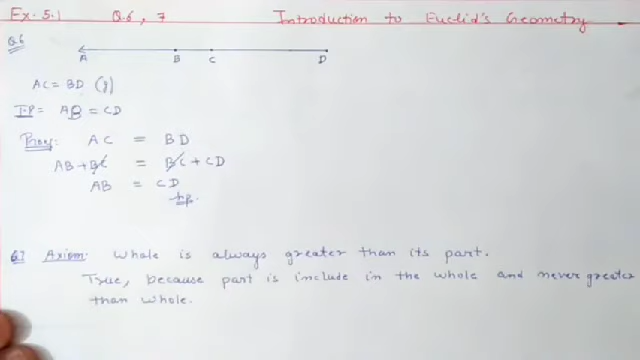 Ex-5.1 Q.6, 7 Introduction to Euclid's Geometry
Q.6
A B C D
AC = BD (g)
T.P = AB = CD
Proof: AC = BD
AB + BC = BC + CD
AB = CD
h.p.
Q.7 Axiom: Whole is always greater than its part.
True, because part is include in the whole and never greater
than whole.